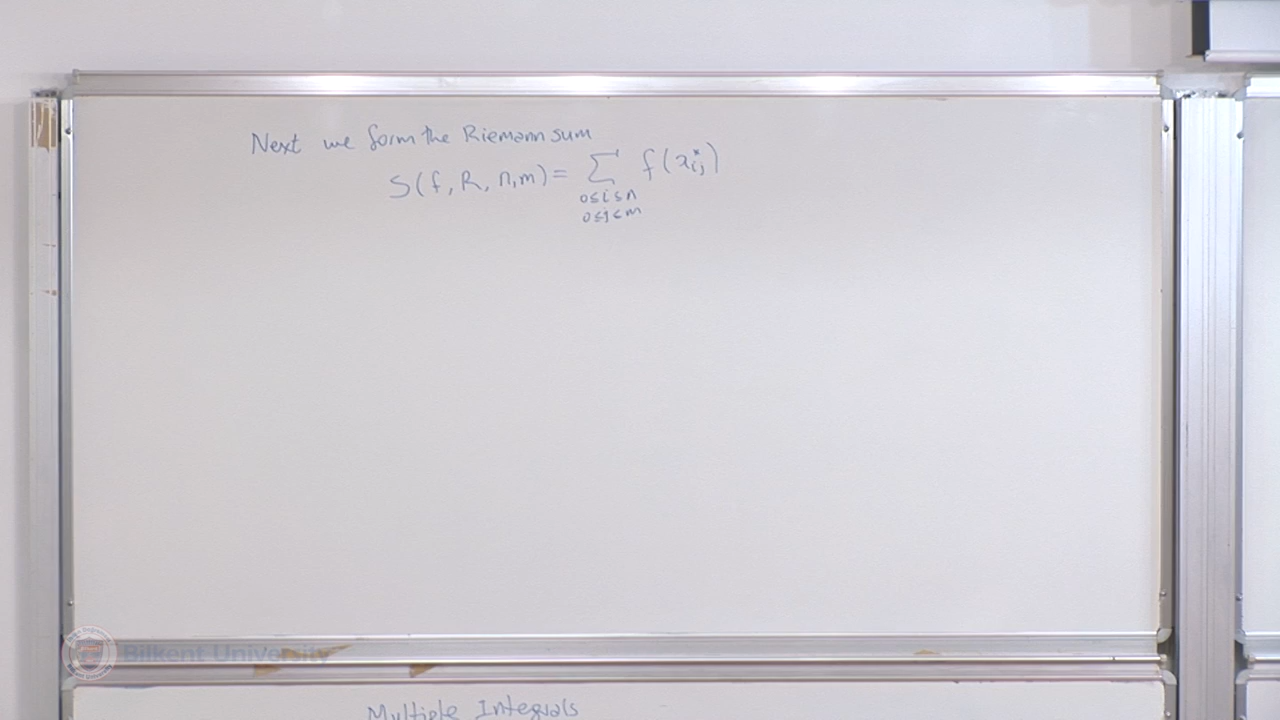 Next we form the Riemann sum
S(f, R, n,m) = ∑ f(x*ij)
0≤i≤n
0≤j≤m
Bilkent University
Multiple Integrals